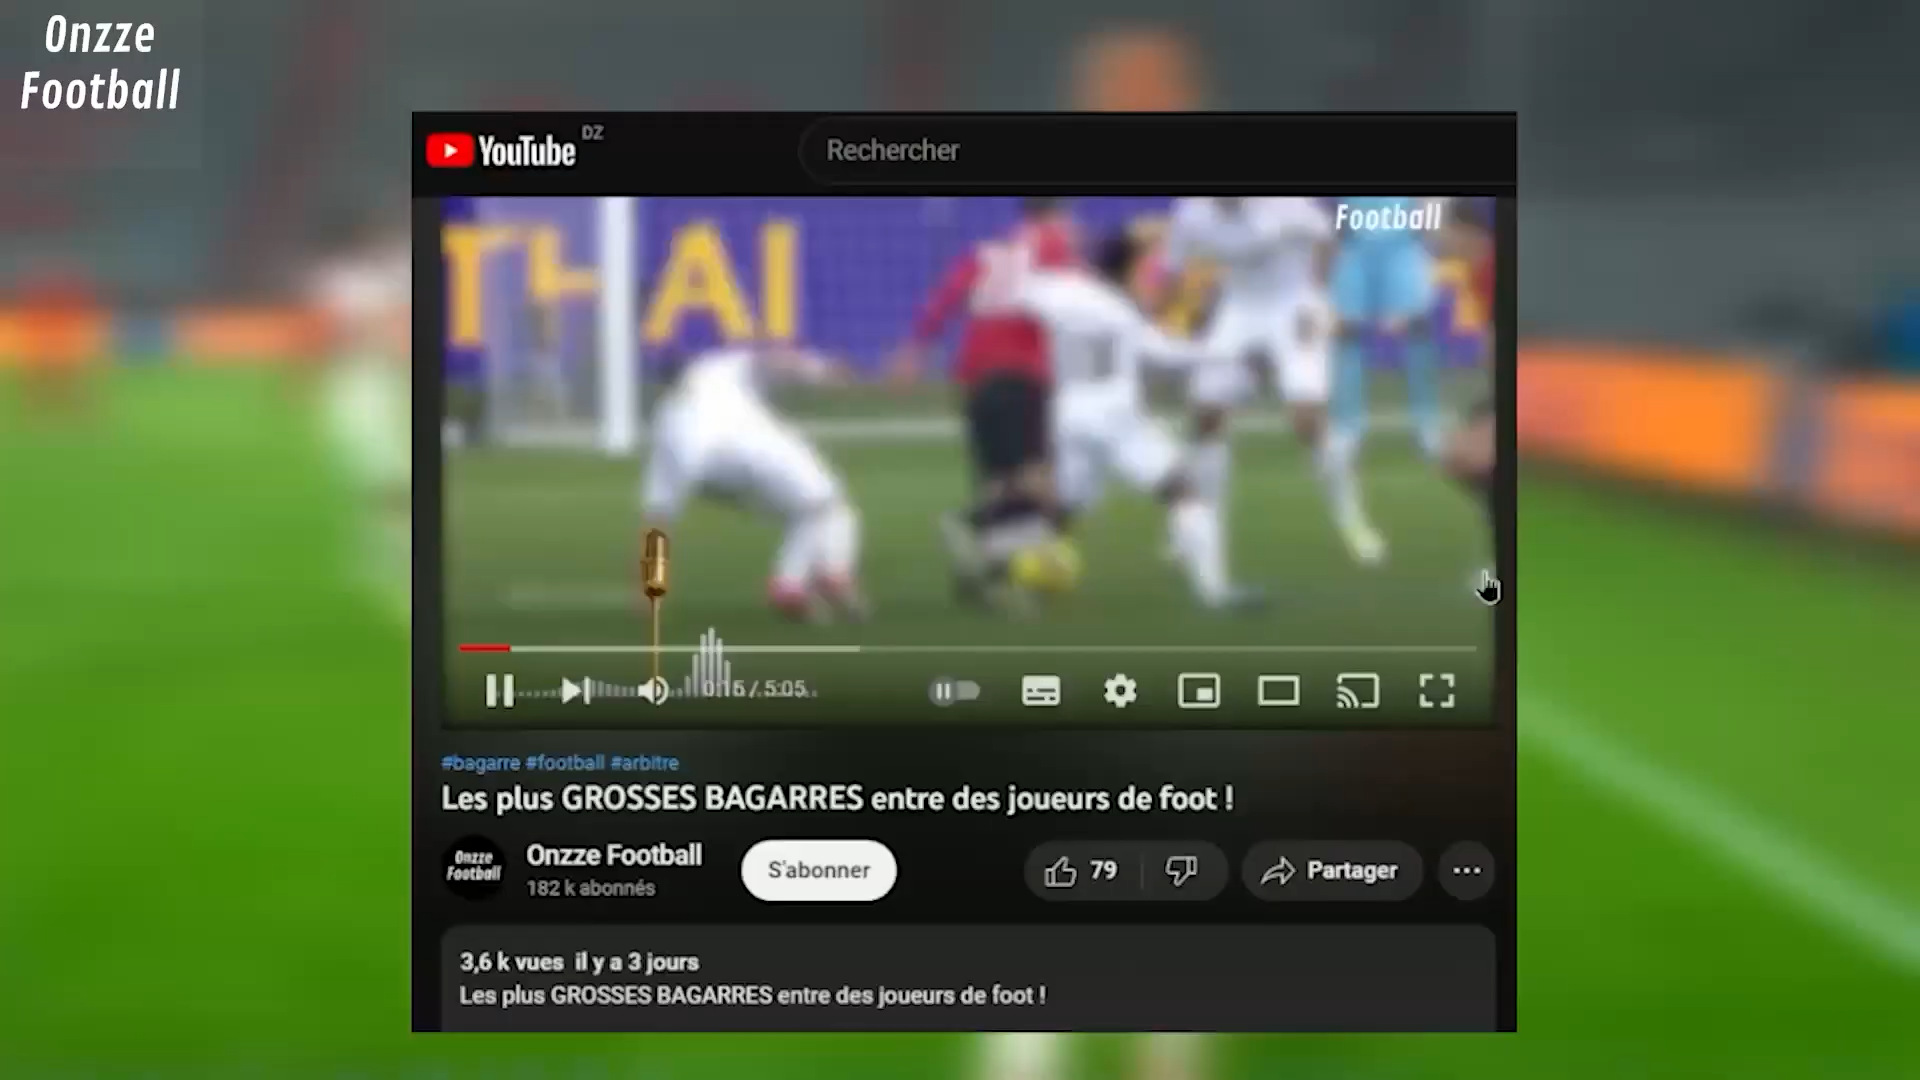 Onzze
Football
YouTube DZ
Rechercher
THAI
Football
0:15 / 5:05
#bagarre #football #arbitre
Les plus GROSSES BAGARRES entre des joueurs de foot !
Onzze
Football
Onzze Football
182 k abonnés
S'abonner
79
Partager
3,6 k vues il y a 3 jours
Les plus GROSSES BAGARRES entre des joueurs de foot !